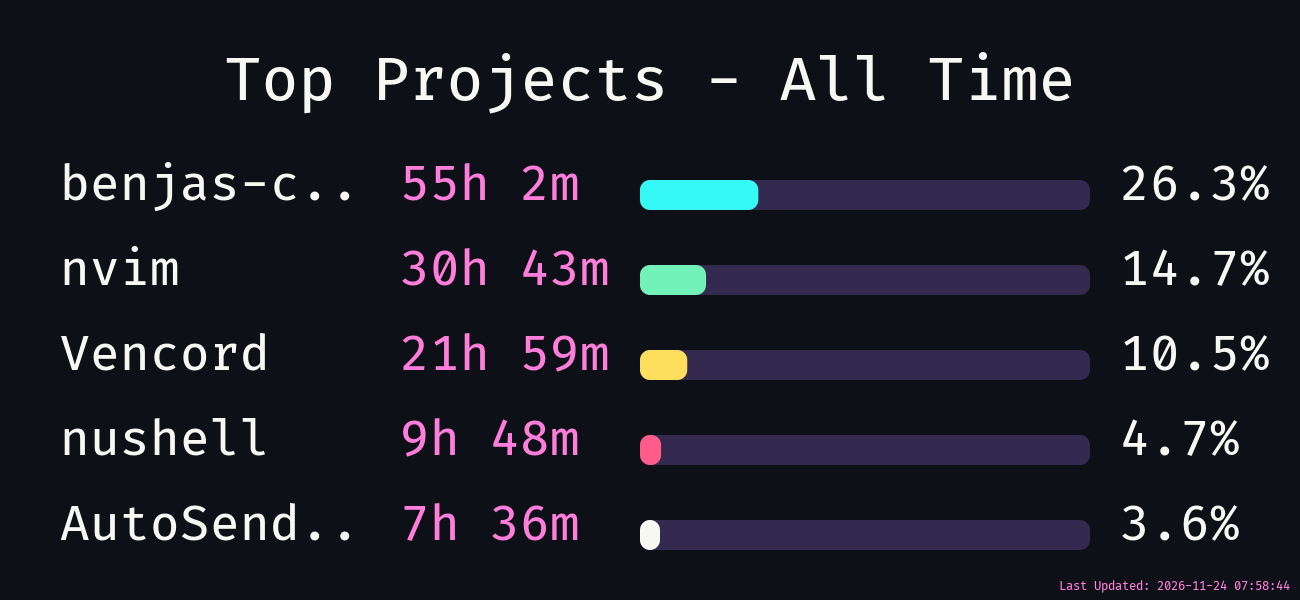 Top Projects - All Time
benjas-c.. 55h 2m 26.3%
nvim 30h 43m 14.7%
Vencord 21h 59m 10.5%
nushell 9h 48m 4.7%
AutoSend.. 7h 36m 3.6%
Last Updated: 2026-11-24 07:58:44